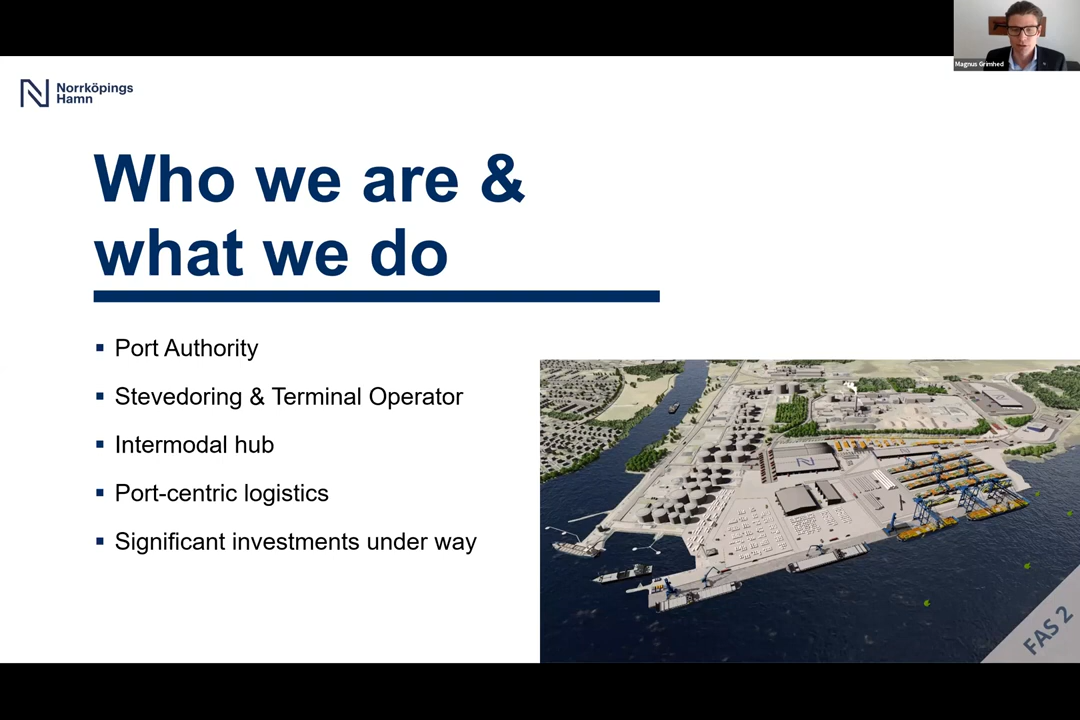 Magnus Grimhed
Norrköpings
Hamn
Who we are &
what we do
Port Authority
Stevedoring & Terminal Operator
Intermodal hub
Port-centric logistics
Significant investments under way
FAS 2